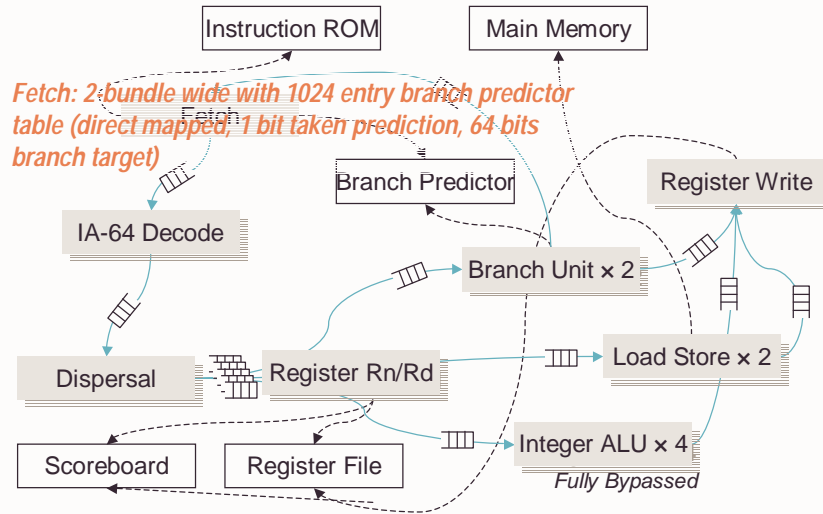 Instruction ROM
Main Memory
Fetch: 2-bundle wide with 1024 entry branch predictor
Fetch
table (direct mapped, 1 bit taken prediction, 64 bits
branch target)
Branch Predictor
Register Write
IA-64 Decode
Branch Unit × 2
Dispersal
Register Rn/Rd
Load Store × 2
Scoreboard
Register File
Integer ALU × 4
Fully Bypassed